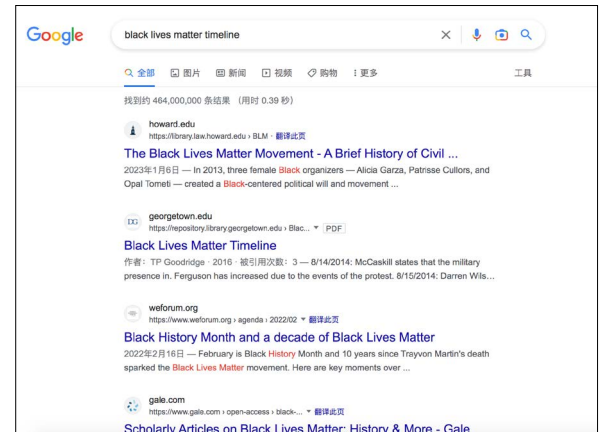 Google
black lives matter timeline
全部 图片 新闻 视频 购物 更多 工具
找到约 464,000,000 条结果 （用时 0.39 秒）
howard.edu
https://library.law.howard.edu › BLM · 翻译此页
The Black Lives Matter Movement - A Brief History of Civil ...
2023年1月6日 — In 2013, three female Black organizers — Alicia Garza, Patrisse Cullors, and
Opal Tometi — created a Black-centered political will and movement ...
DG
georgetown.edu
https://repository.library.georgetown.edu › Blac... PDF
Black Lives Matter Timeline
作者：TP Goodridge · 2016 · 被引用次数：3 — 8/14/2014: McCaskill states that the military
presence in. Ferguson has increased due to the events of the protest. 8/15/2014: Darren Wils...
weforum.org
https://www.weforum.org › agenda › 2022/02 翻译此页
Black History Month and a decade of Black Lives Matter
2022年2月16日 — February is Black History Month and 10 years since Trayvon Martin's death
sparked the Black Lives Matter movement. Here are key moments over ...
gale.com
https://www.gale.com › open-access › black-... 翻译此页
Scholarly Articles on Black Lives Matter: History & More - Gale